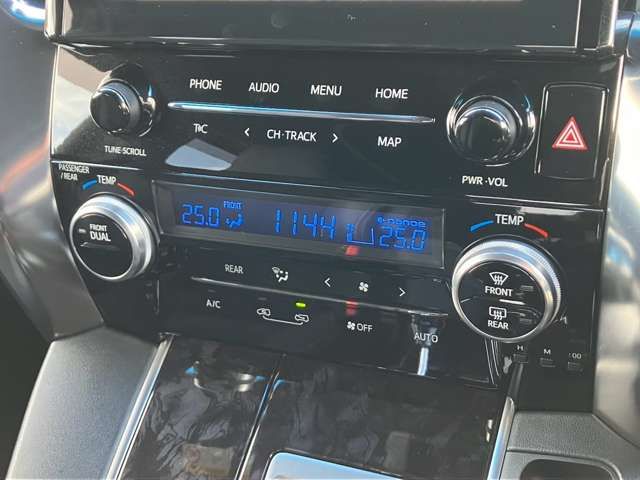 PHONE AUDIO MENU HOME
T&C CH·TRACK MAP
TUNE·SCROLL PWR·VOL
PASSENGER
/REAR
TEMP TEMP
25.0 FRONT 11:44 25.0
FRONT
DUAL
REAR
FRONT
A/C OFF AUTO
REAR
H M :00